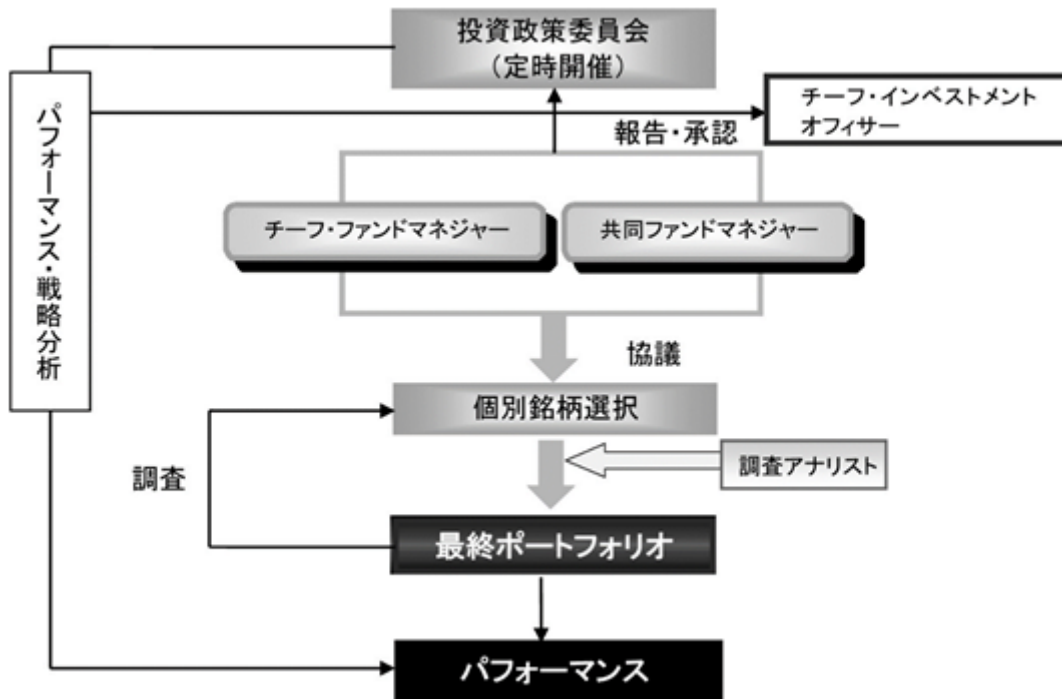 投資政策委員会
（定時開催）
チーフ・インベストメント
オフィサー
報告・承認
パフォーマンス・戦略分析
チーフ・ファンドマネジャー
共同ファンドマネジャー
協議
個別銘柄選択
調査アナリスト
調査
最終ポートフォリオ
パフォーマンス